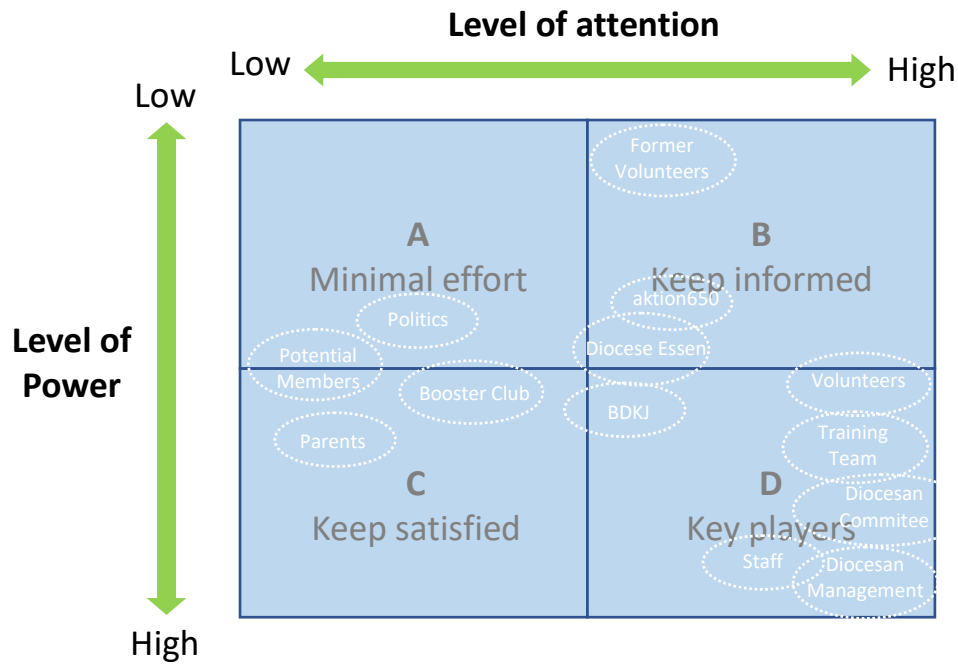 Level of attention
Low
High
Low
Former
Volunteers
A
Minimal effort
B
Keep informed
aktion650
Politics
Diocese Essen
Level of
Power
Potential
Members
Booster Club
Volunteers
BDKJ
Parents
Training
Team
C
Keep satisfied
D
Key players
Diocesan
Commitee
Staff
Diocesan
Management
High